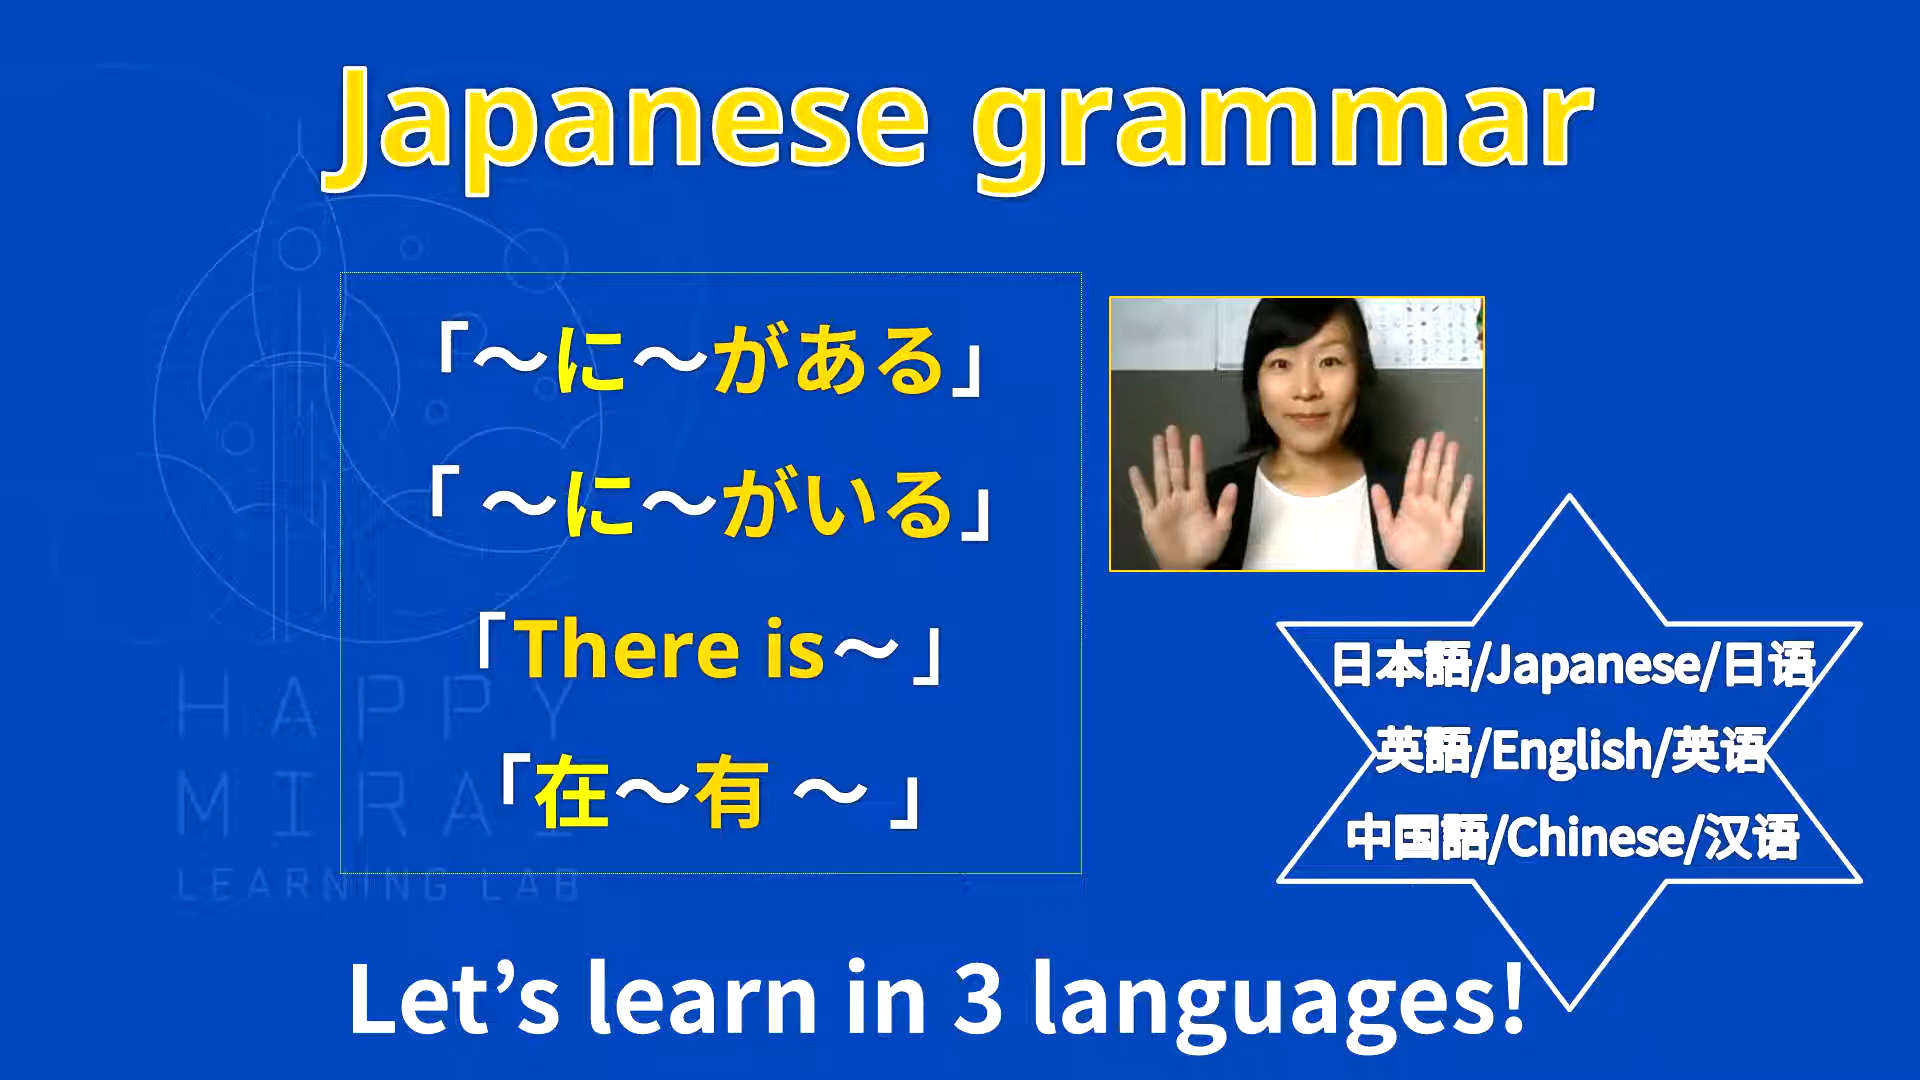 Japanese grammar
「～に～がある」
「 ～に～がいる」
「There is～」
「在～有 ～ 」
日本語/Japanese/日语
英語/English/英语
中国語/Chinese/汉语
HAPPY
MIRAI
LEARNING LAB
Let’s learn in 3 languages!